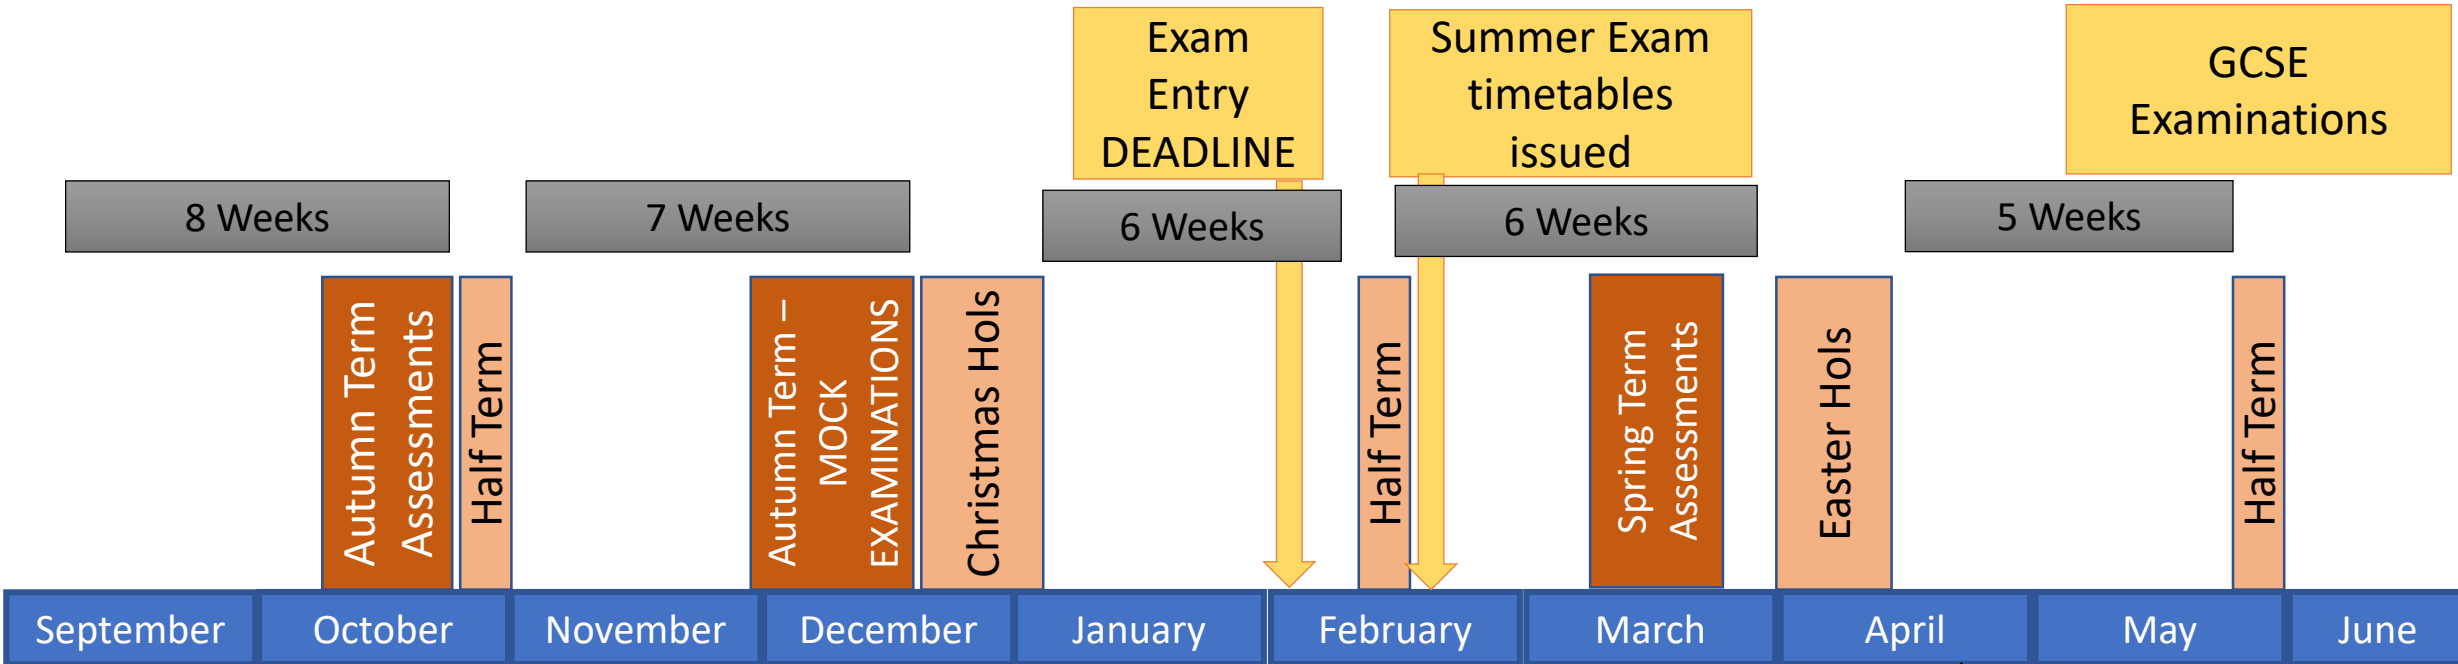 Exam
Entry
DEADLINE
Summer Exam
timetables
issued
GCSE
Examinations
8 Weeks
7 Weeks
6 Weeks
6 Weeks
5 Weeks
Autumn Term
Assessments
Half Term
Autumn Term –
MOCK
EXAMINATIONS
Christmas Hols
Half Term
Spring Term
Assessments
Easter Hols
Half Term
September
October
November
December
January
February
March
April
May
June